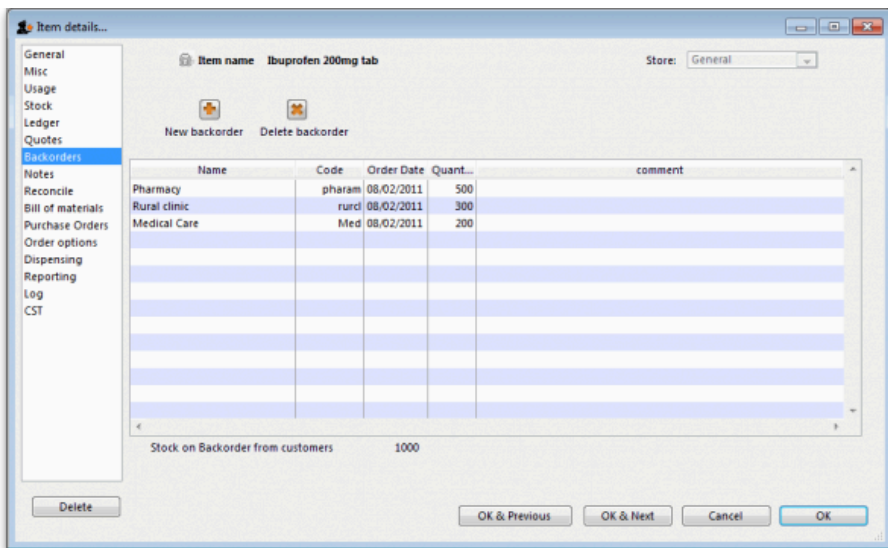 Item details...
General
Misc
Usage
Stock
Ledger
Quotes
Backorders
Notes
Reconcile
Bill of materials
Purchase Orders
Order options
Dispensing
Reporting
Log
CST
Item name Ibuprofen 200mg tab
Store: General
New backorder Delete backorder
Name Code Order Date Quant... comment
Pharmacy pharam 08/02/2011 500
Rural clinic rurcl 08/02/2011 300
Medical Care Med 08/02/2011 200
Stock on Backorder from customers 1000
Delete OK & Previous OK & Next Cancel OK